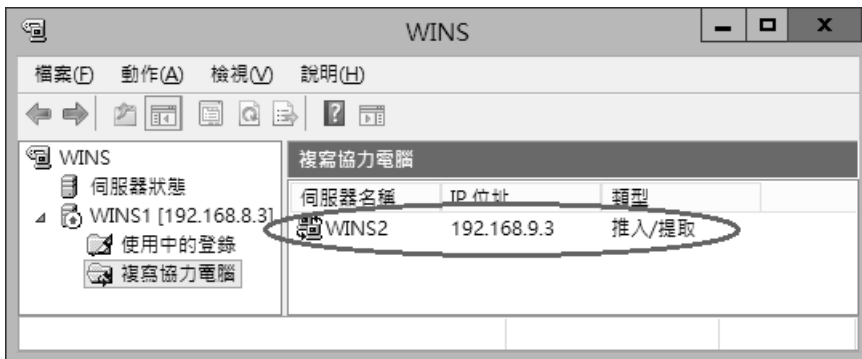 WINS
檔案(F) 動作(A) 檢視(V) 說明(H)
WINS
伺服器狀態
WINS1 [192.168.8.3]
使用中的登錄
複寫協力電腦
複寫協力電腦
伺服器名稱 IP 位址 類型
WINS2 192.168.9.3 推入/提取